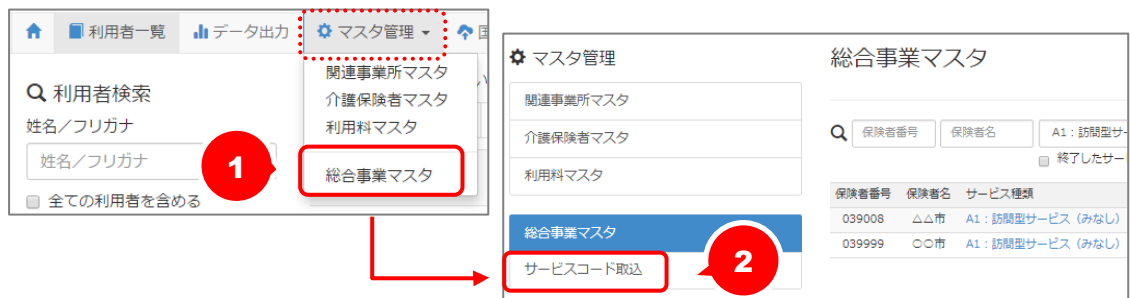 利用者一覧 データ出力 マスタ管理
利用者検索
姓名／フリガナ
姓名／フリガナ
全ての利用者を含める
関連事業所マスタ
介護保険者マスタ
利用料マスタ
総合事業マスタ
1
マスタ管理
関連事業所マスタ
介護保険者マスタ
利用料マスタ
総合事業マスタ
サービスコード取込
2
総合事業マスタ
保険者番号 保険者名 A1：訪問型サー
終了したサー
保険者番号 保険者名 サービス種類
039008 △△市 A1：訪問型サービス（みなし）
039999 〇〇市 A1：訪問型サービス（みなし）